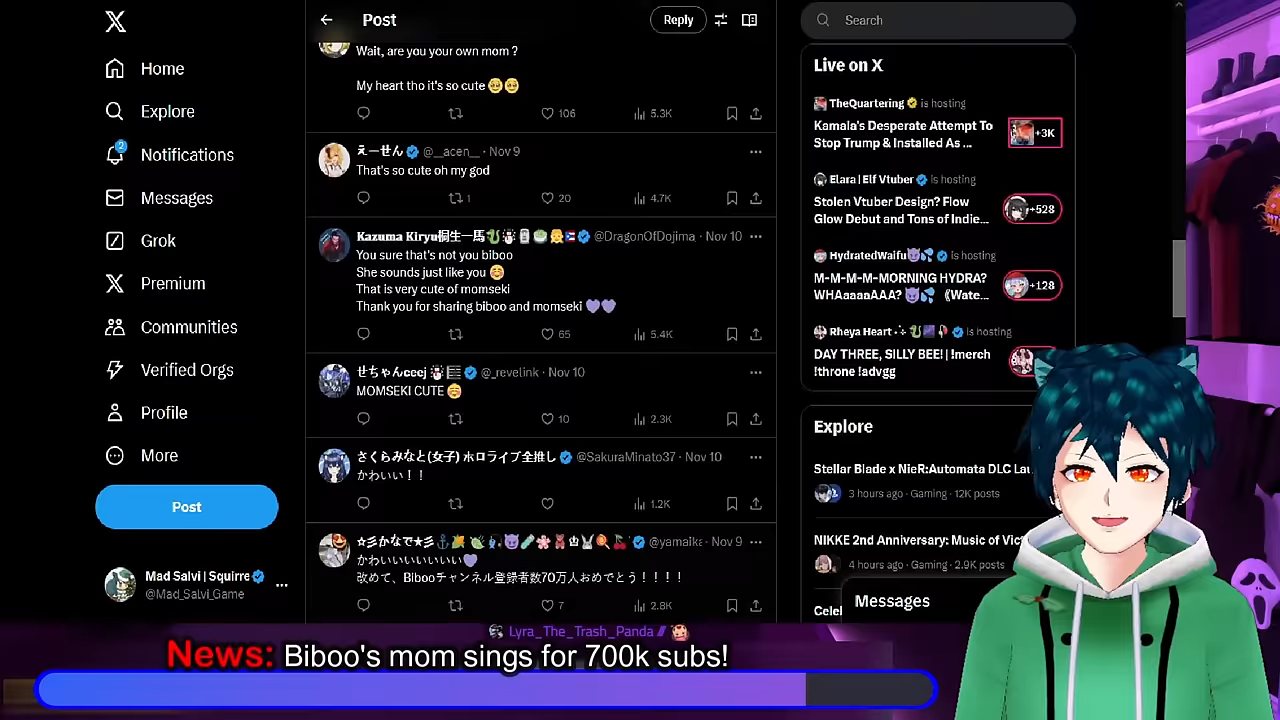 Home
Explore
2
Notifications
Messages
Grok
Premium
Communities
Verified Orgs
Profile
More
Post
Mad Salvi | Squirre
@Mad_Salvi_Game
Post
Reply
Wait, are you your own mom ?
My heart tho it's so cute 🥹🥹
106
5.3K
えーせん @__acen__ · Nov 9
That's so cute oh my god
1
20
4.7K
Kazuma Kiryu桐生一馬 @DragonOfDojima · Nov 10
You sure that's not you biboo
She sounds just like you ☺️
That is very cute of momseki
Thank you for sharing biboo and momseki 💜💜
65
5.4K
せちゃんceej @_revelink · Nov 10
MOMSEKI CUTE ☺️
10
2.3K
さくらみなと(女子) ホロライブ全推し @SakuraMinato37 · Nov 10
かわいい！！
1.2K
☆彡かなで★彡 @yamaika · Nov 9
かわいいいいいいい💜
改めて、Bibooチャンネル登録者数70万人おめでとう！！！！
7
2.8K
Search
Live on X
TheQuartering is hosting
Kamala's Desperate Attempt To
Stop Trump & Installed As ...
+3K
Elara | Elf Vtuber is hosting
Stolen Vtuber Design? Flow
Glow Debut and Tons of Indie...
+528
HydratedWaifu😈💦 is hosting
M-M-M-M-MORNING HYDRA?
WHAaaaaAAA? 😈💦 《Wate...
+128
Rheya Heart is hosting
DAY THREE, SILLY BEE! | !merch
!throne !advgg
Explore
Stellar Blade x NieR:Automata DLC Lau
3 hours ago · Gaming · 12K posts
NIKKE 2nd Anniversary: Music of Vic
4 hours ago · Gaming · 2.9K posts
Celeb
Messages
Lyra_The_Trash_Panda //
News: Biboo's mom sings for 700k subs!